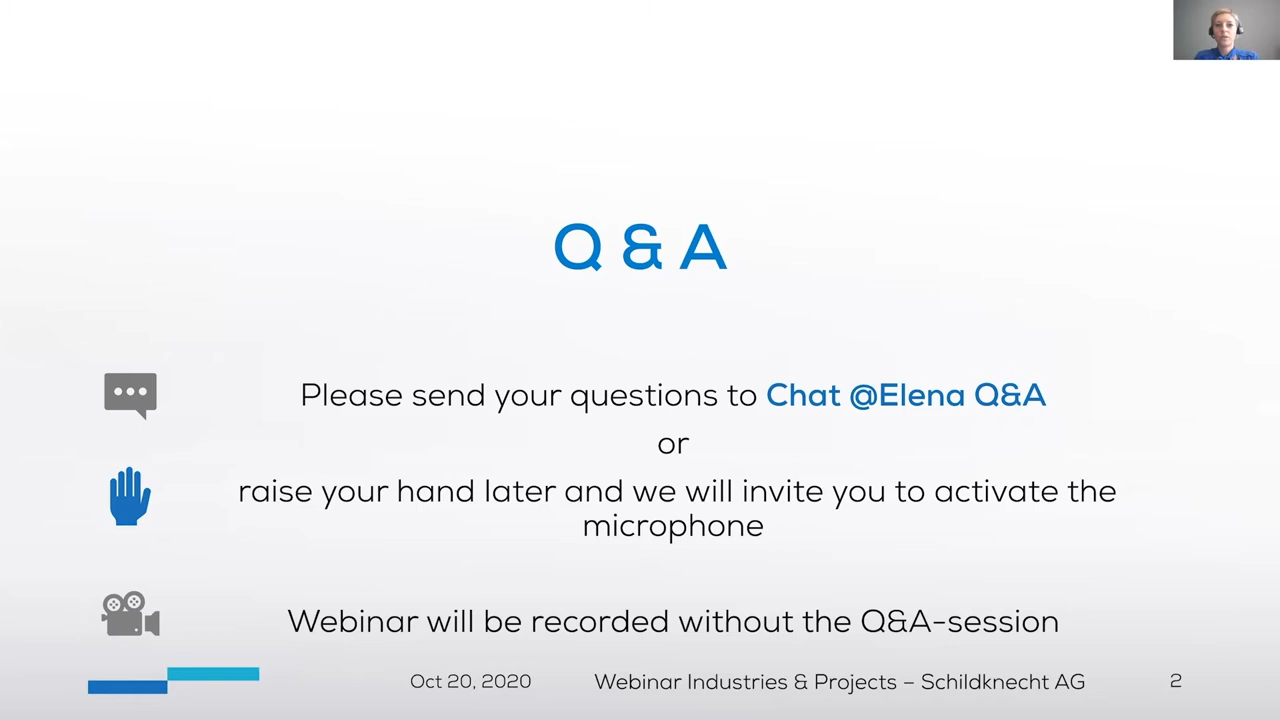 Q & A
Please send your questions to Chat @Elena Q&A
or
raise your hand later and we will invite you to activate the
microphone
Webinar will be recorded without the Q&A-session
Oct 20, 2020
Webinar Industries & Projects – Schildknecht AG
2